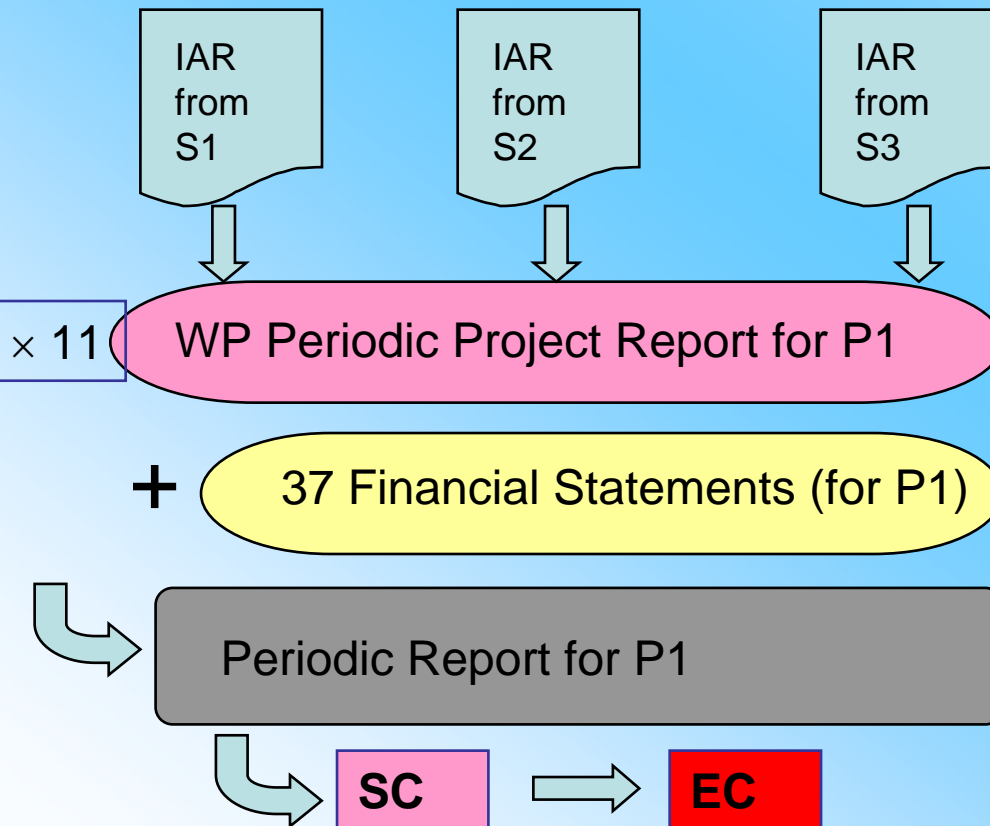 IAR
from
S1
IAR
from
S2
IAR
from
S3
× 11
WP Periodic Project Report for P1
+
37 Financial Statements (for P1)
Periodic Report for P1
SC
EC